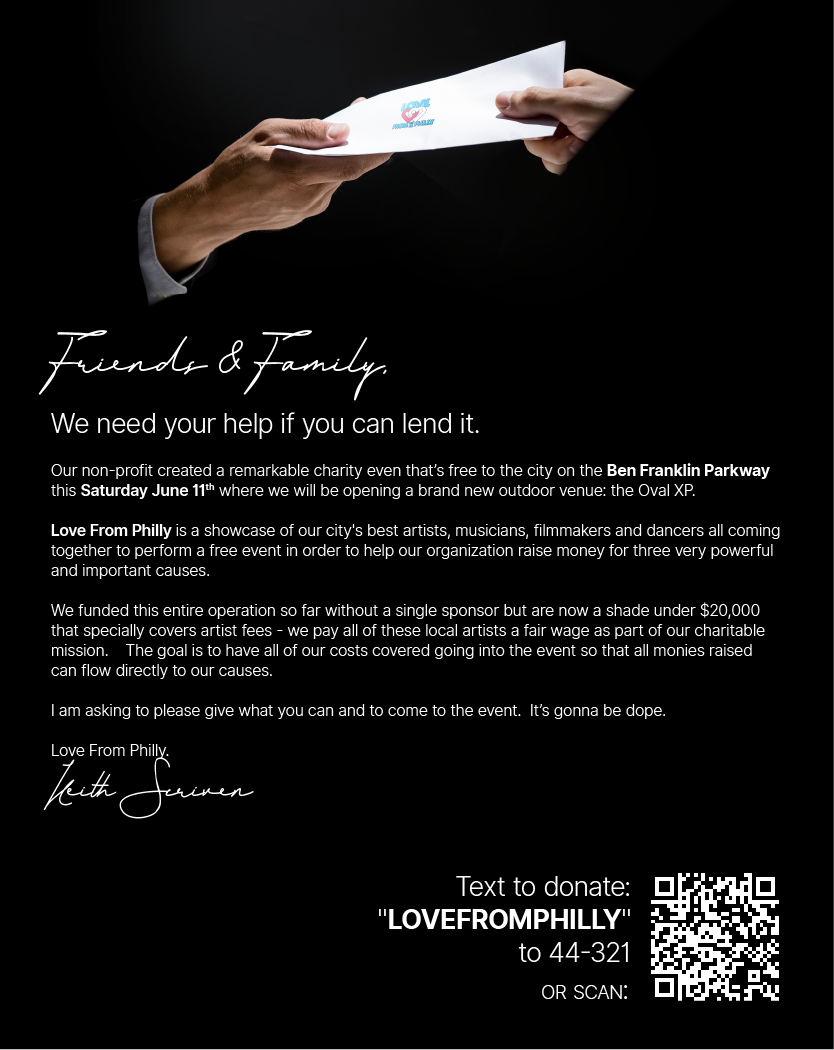 LOVE
Friends & Family,
We need your help if you can lend it.
Our non-profit created a remarkable charity even that's free to the city on the Ben Franklin Parkway
this Saturday June 11th where we will be opening a brand new outdoor venue: the Oval XP.
Love From Philly is a showcase of our city's best artists, musicians, filmmakers and dancers all coming
together to perform a free event in order to help our organization raise money for three very powerful
and important causes.
We funded this entire operation so far without a single sponsor but are now a shade under $20,000
that specially covers artist fees - we pay all of these local artists a fair wage as part of our charitable
mission. The goal is to have all of our costs covered going into the event so that all monies raised
can flow directly to our causes.
I am asking to please give what you can and to come to the event. It's gonna be dope.
Love From Philly.
Keith Scriven
Text to donate:
"LOVEFROMPHILLY"
to 44-321
OR SCAN: